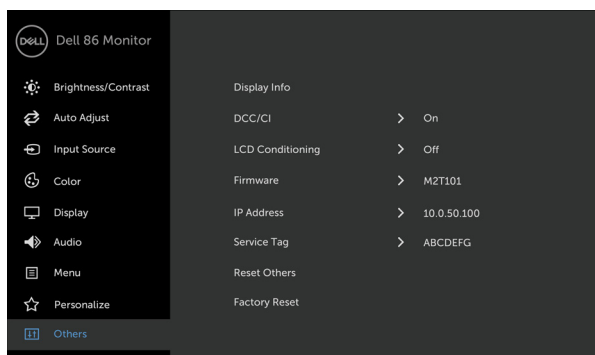 DELL
Dell 86 Monitor
Brightness/Contrast
Auto Adjust
Input Source
Color
Display
Audio
Menu
Personalize
Others
Display Info
DCC/CI > On
LCD Conditioning > Off
Firmware > M2T101
IP Address > 10.0.50.100
Service Tag > ABCDEFG
Reset Others
Factory Reset